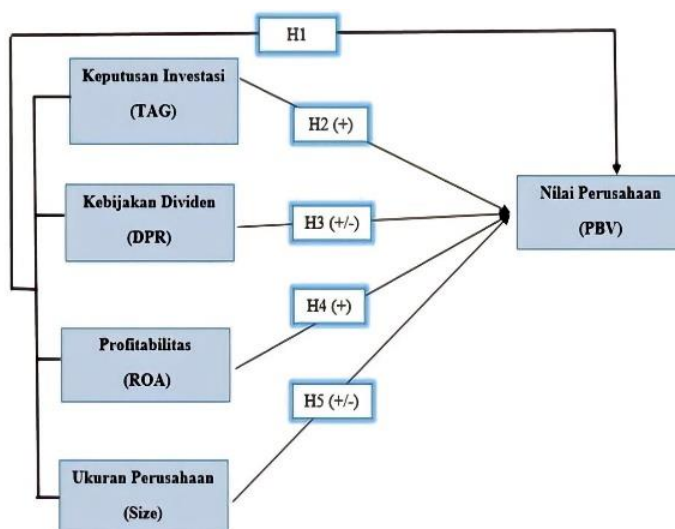 H1
Keputusan Investasi
(TAG)
H2 (+)
Kebijakan Dividen
(DPR)
H3 (+/-)
Nilai Perusahaan
(PBV)
H4 (+)
Profitabilitas
(ROA)
H5 (+/-)
Ukuran Perusahaan
(Size)